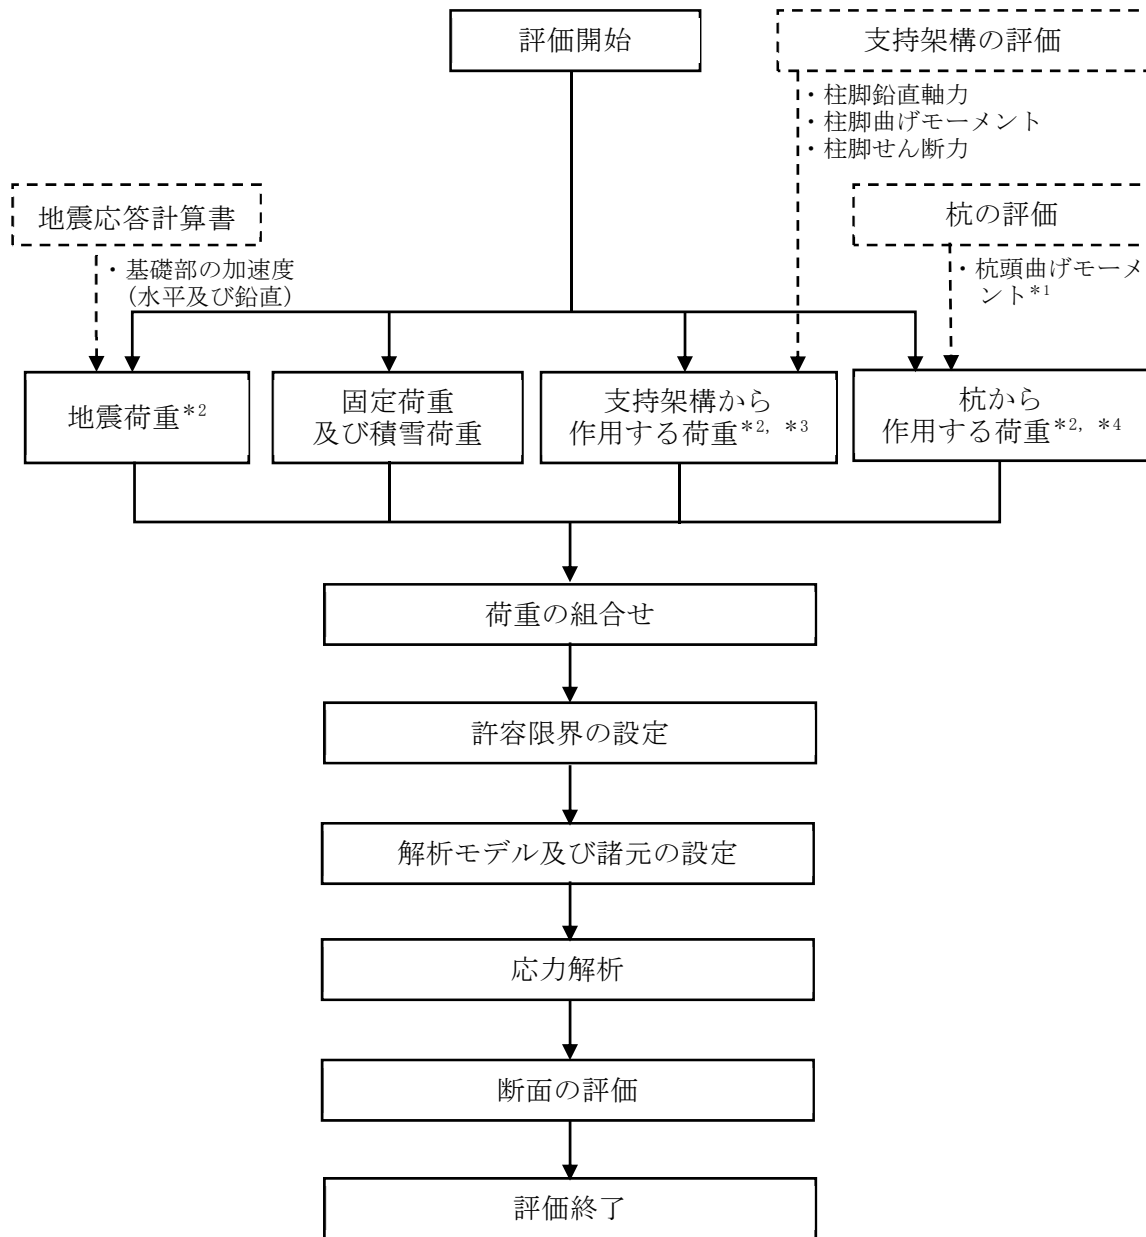 評価開始
支持架構の評価
・柱脚鉛直軸力
・柱脚曲げモーメント
・柱脚せん断力
地震応答計算書
・基礎部の加速度
(水平及び鉛直)
杭の評価
・杭頭曲げモーメ
ント*1
地震荷重*2
固定荷重
及び積雪荷重
支持架構から
作用する荷重*2, *3
杭から
作用する荷重*2, *4
荷重の組合せ
許容限界の設定
解析モデル及び諸元の設定
応力解析
断面の評価
評価終了